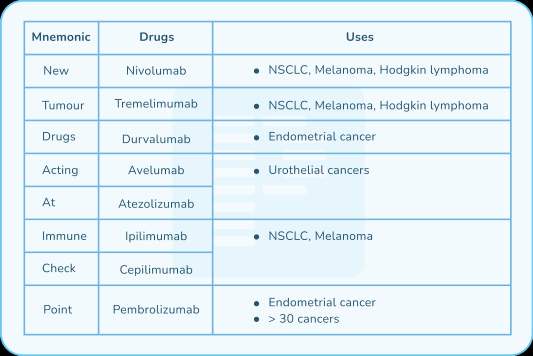 Mnemonic Drugs Uses
New Nivolumab • NSCLC, Melanoma, Hodgkin lymphoma
Tumour Tremelimumab • NSCLC, Melanoma, Hodgkin lymphoma
Drugs Durvalumab • Endometrial cancer
Acting Avelumab • Urothelial cancers
At Atezolizumab
Immune Ipilimumab • NSCLC, Melanoma
Check Cepilimumab
Point Pembrolizumab • Endometrial cancer
• > 30 cancers